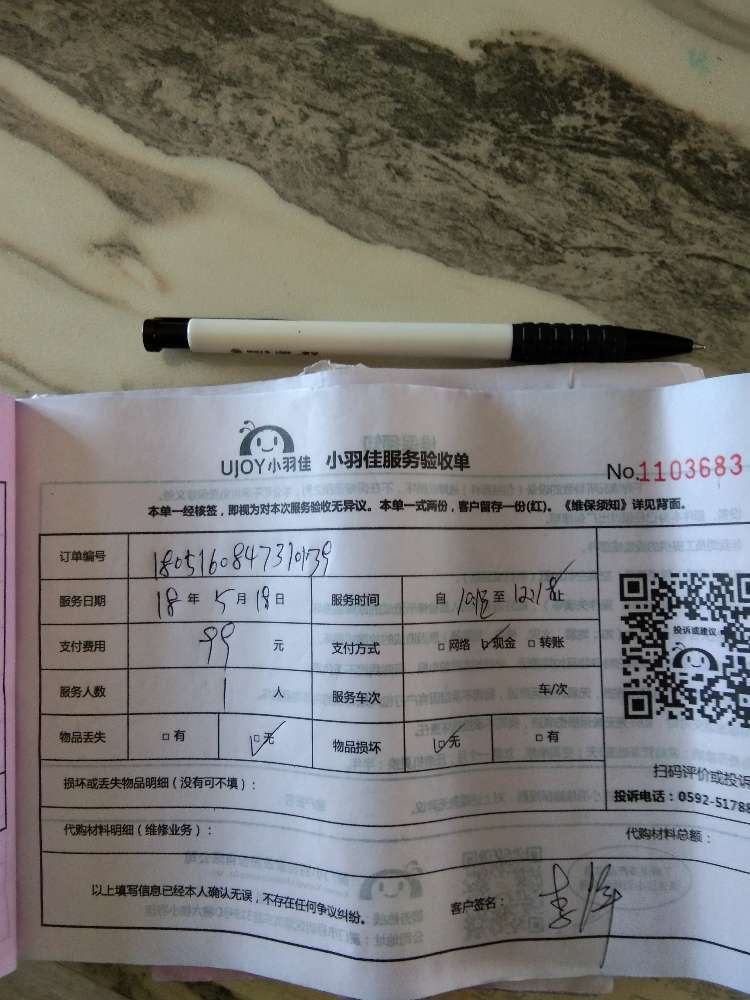 UJOY小羽佳 小羽佳服务验收单
No.1103683
本单一经核签，即视为对本次服务验收无异议。本单一式两份，客户留存一份(红)。《维保须知》详见背面。
订单编号
服务日期 18年5月18日 服务时间 自 至 止
支付费用 99 元 支付方式 □网络 ☑现金 □转账
服务人数 1 人 服务车次 车/次
物品丢失 □有 ☑无 物品损坏 ☑无 □有
投诉或建议
扫码评价或投诉
损坏或丢失物品明细（没有可不填）：
投诉电话：0592-51788
代购材料明细（维修业务）： 代购材料总额：
以上填写信息已经本人确认无误，不存在任何争议纠纷。 客户签名：